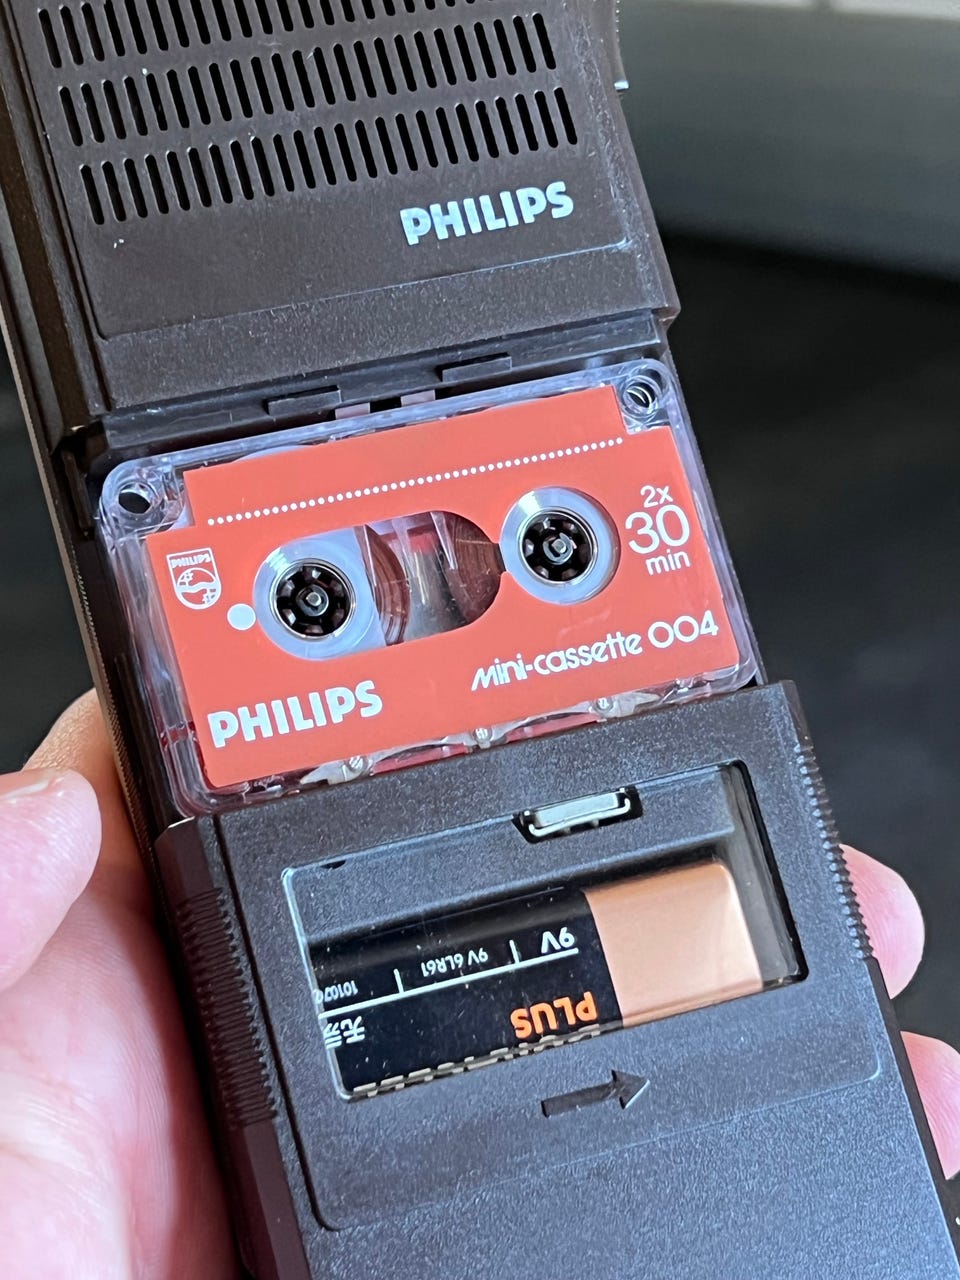 PHILIPS
PHILIPS
2x
30
min
Mini-cassette 004
PHILIPS
9V
9V 6LR61
PLUS